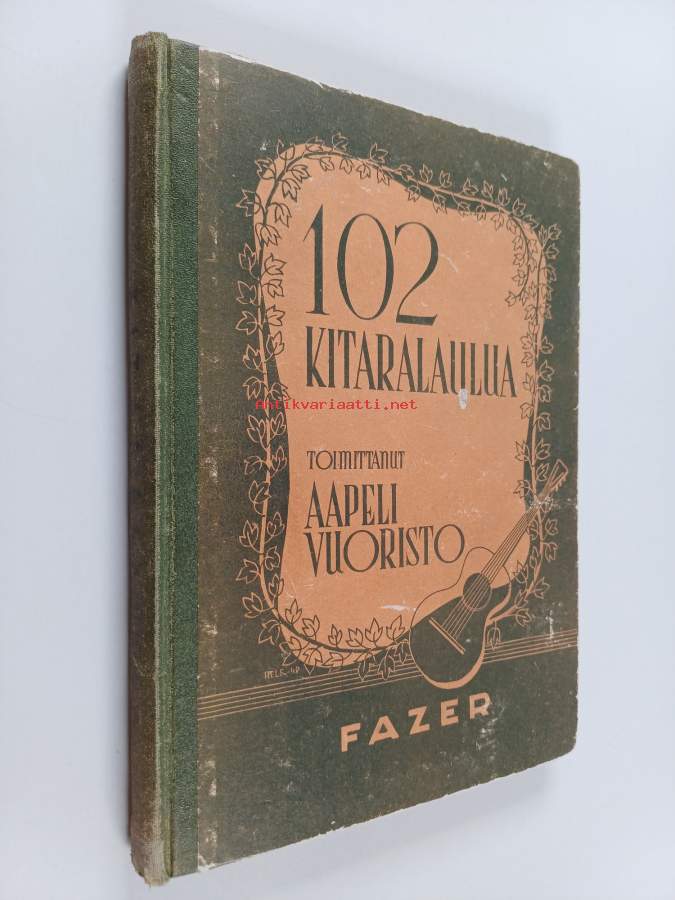 102
KITARALAULUA
antikvariaatti.net
TOIMITTANUT
AAPELI
VUORISTO
FAZER